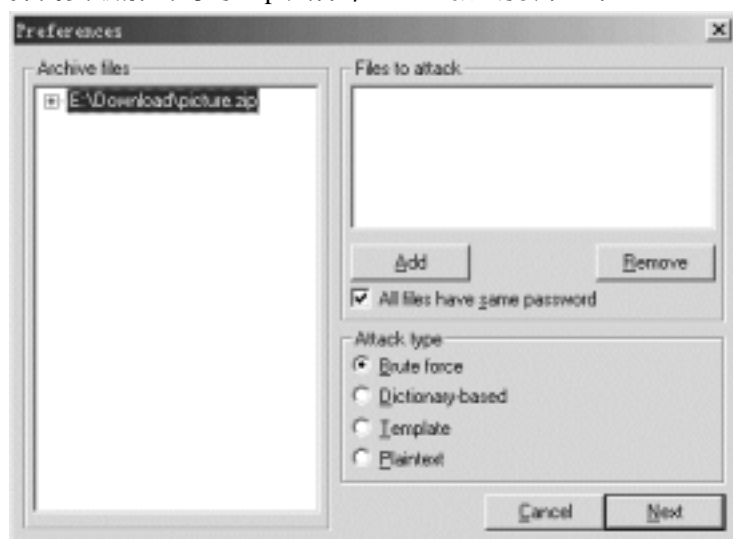 Preferences
Archive files
E:\Download\picture.zip
Files to attack
Add
Remove
All files have same password
Attack type
Brute force
Dictionary-based
Template
Plaintext
Cancel
Next